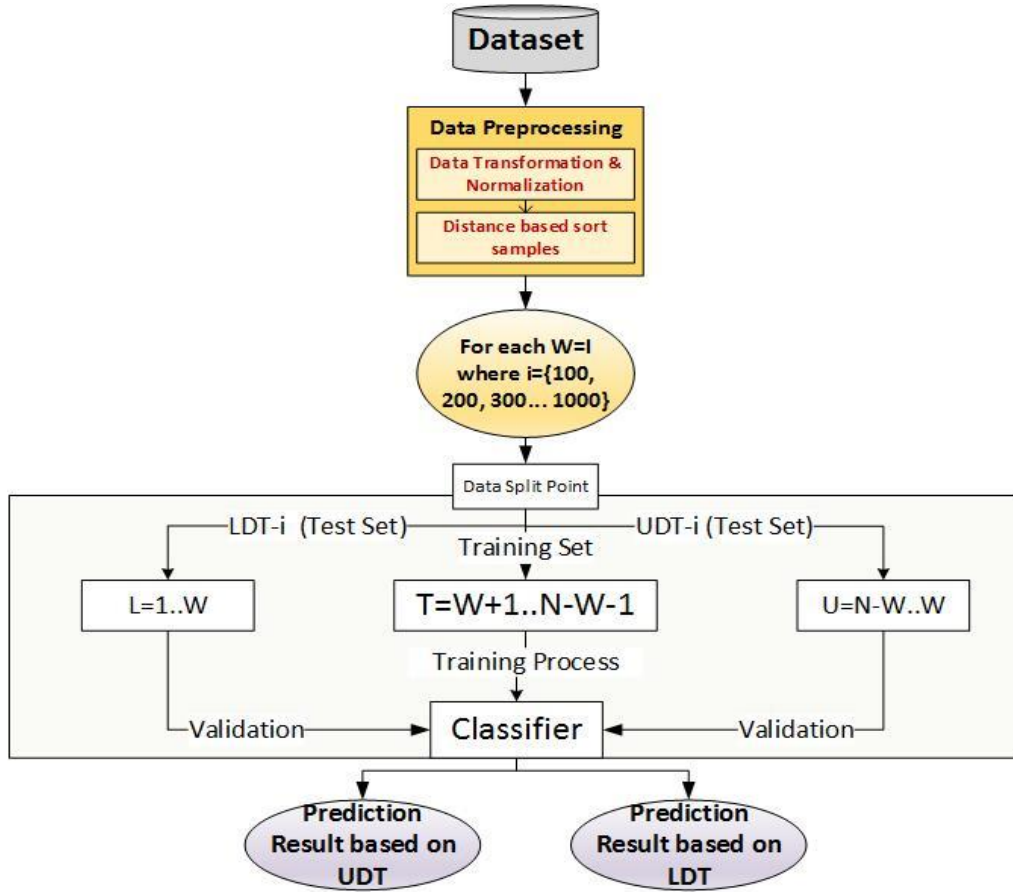 Dataset
Data Preprocessing
Data Transformation &
Normalization
Distance based sort
samples
For each W=I
where i={100,
200, 300... 1000}
Data Split Point
LDT-i (Test Set)
UDT-i (Test Set)
Training Set
L=1..W
T=W+1..N-W-1
U=N-W..W
Training Process
Validation
Classifier
Validation
Prediction
Result based on
UDT
Prediction
Result based on
LDT